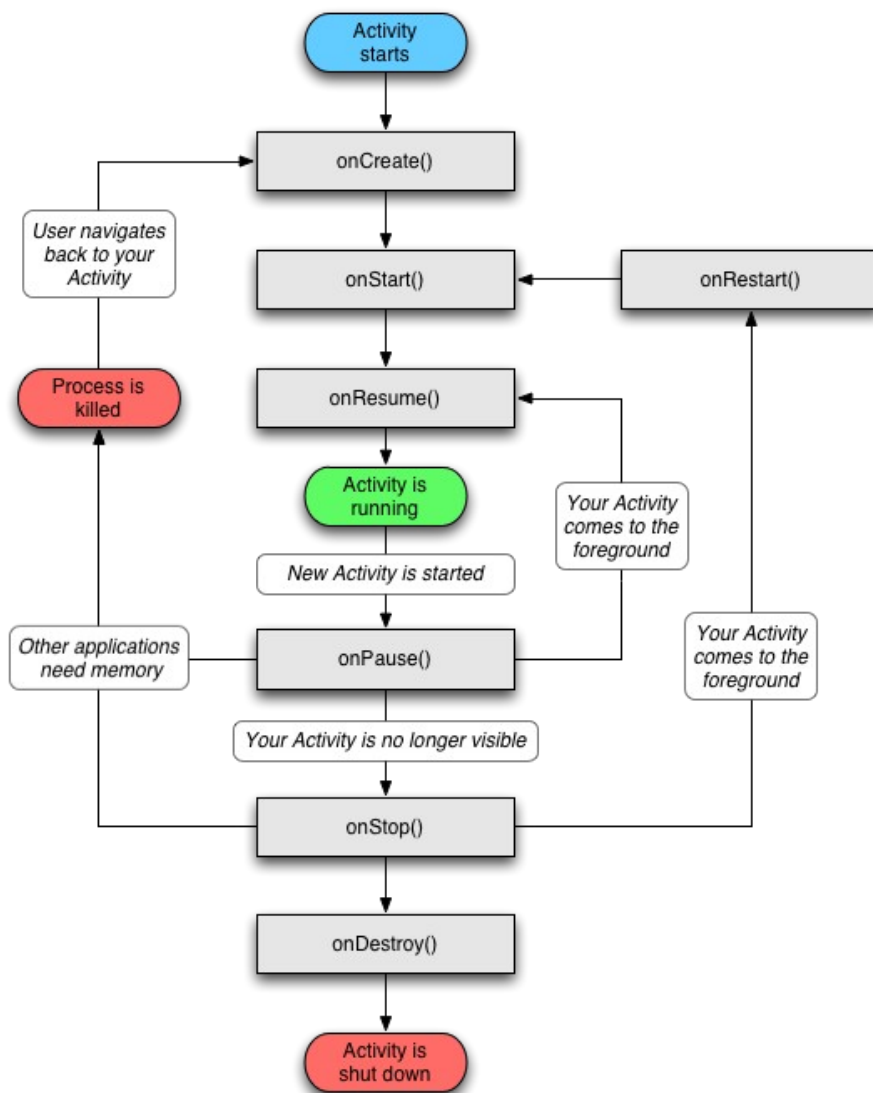 Activity
starts
onCreate()
User navigates
back to your
Activity
onStart()
onRestart()
Process is
killed
onResume()
Activity is
running
Your Activity
comes to the
foreground
New Activity is started
Other applications
need memory
onPause()
Your Activity
comes to the
foreground
Your Activity is no longer visible
onStop()
onDestroy()
Activity is
shut down